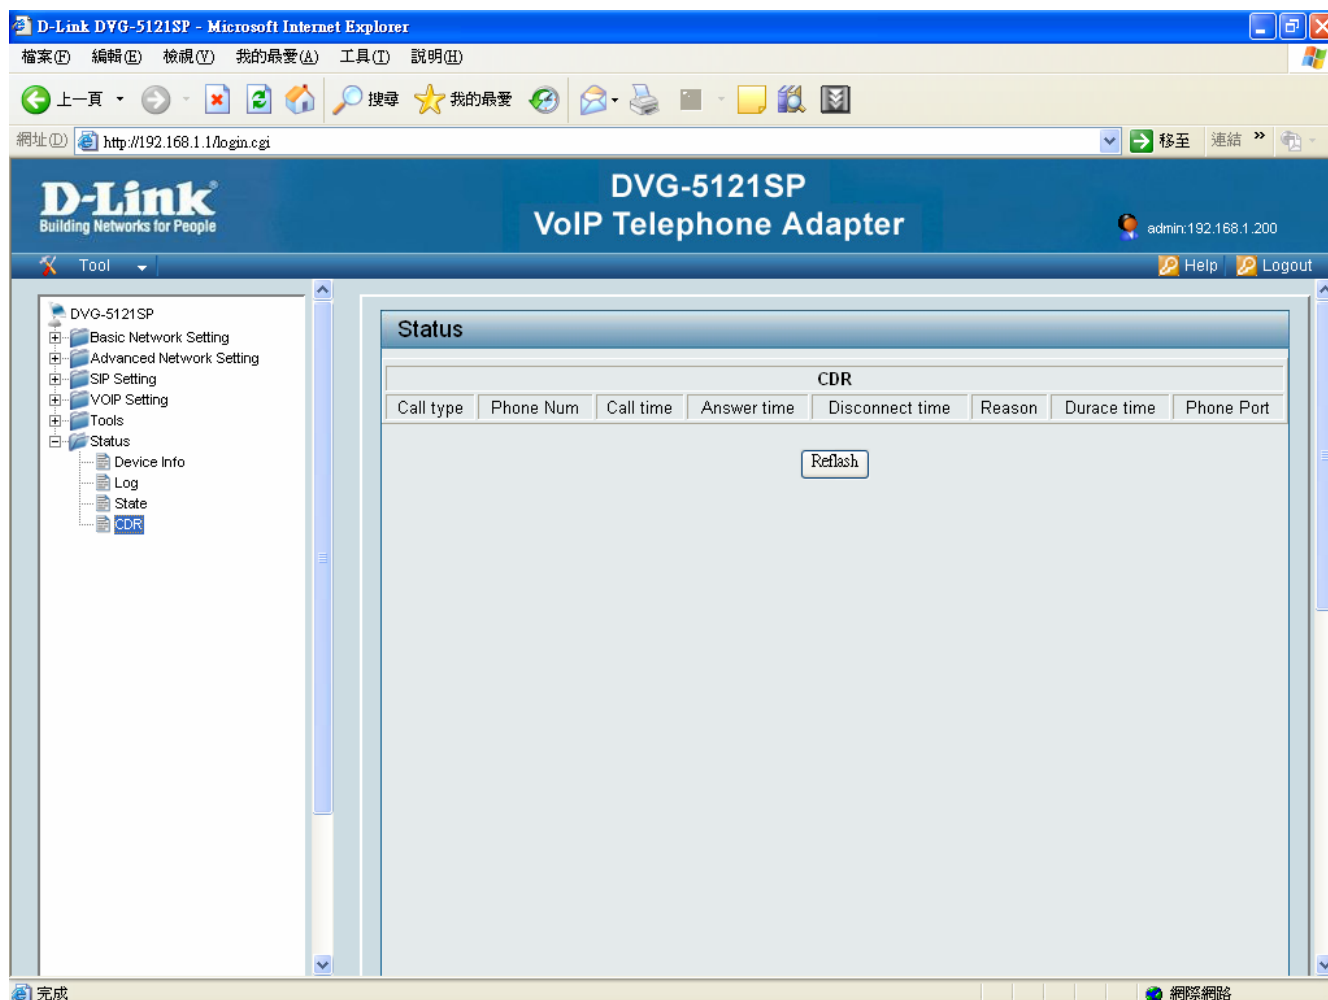 D-Link DVG-5121SP - Microsoft Internet Explorer
檔案(F) 編輯(E) 檢視(V) 我的最愛(A) 工具(T) 說明(H)
上一頁 搜尋 我的最愛
網址(D) http://192.168.1.1/login.cgi 移至 連結 »
D-Link
Building Networks for People
DVG-5121SP
VoIP Telephone Adapter
admin:192.168.1.200
Tool Help Logout
DVG-5121SP
Basic Network Setting
Advanced Network Setting
SIP Setting
VOIP Setting
Tools
Status
Device Info
Log
State
CDR
Status
CDR
Call type Phone Num Call time Answer time Disconnect time Reason Durace time Phone Port
Reflash
完成 網際網路